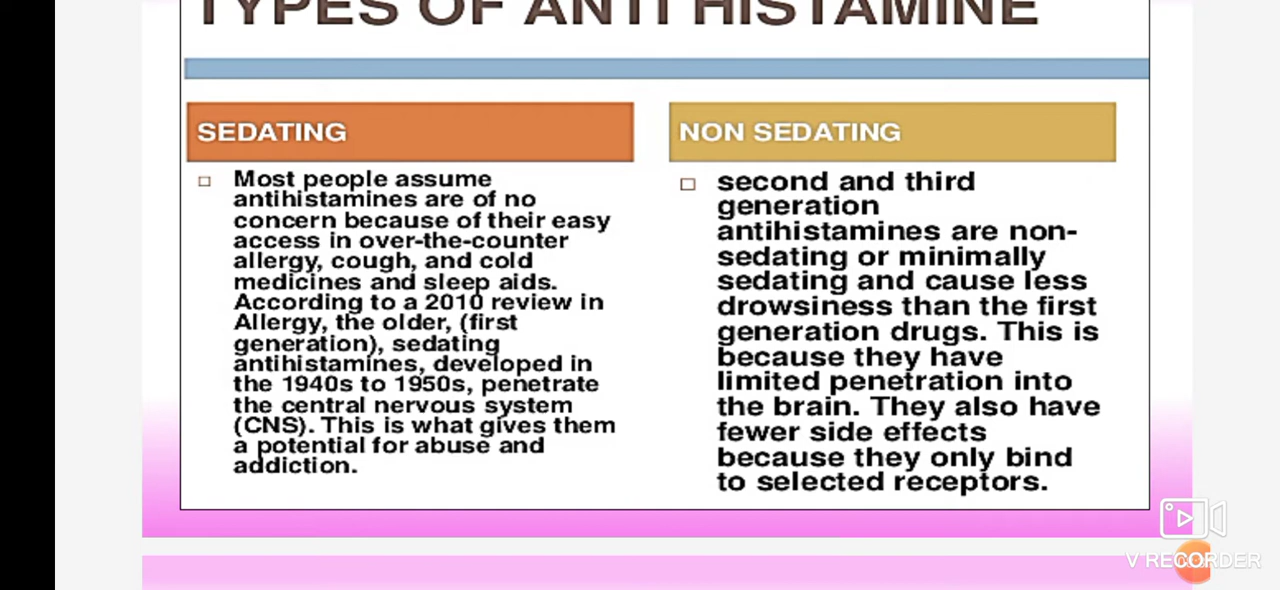 TYPES OF ANTI HISTAMINE
SEDATING
Most people assume
antihistamines are of no
concern because of their easy
access in over-the-counter
allergy, cough, and cold
medicines and sleep aids.
According to a 2010 review in
Allergy, the older, (first
generation), sedating
antihistamines, developed in
the 1940s to 1950s, penetrate
the central nervous system
(CNS). This is what gives them
a potential for abuse and
addiction.
NON SEDATING
second and third
generation
antihistamines are non-
sedating or minimally
sedating and cause less
drowsiness than the first
generation drugs. This is
because they have
limited penetration into
the brain. They also have
fewer side effects
because they only bind
to selected receptors.
V RECORDER